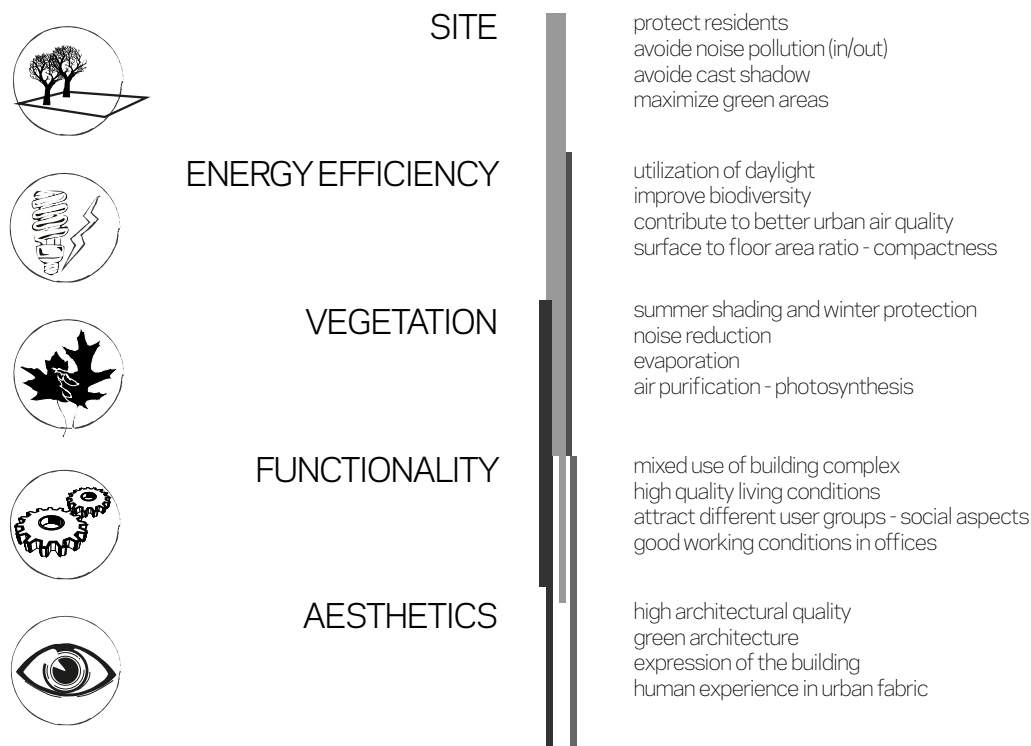 SITE
protect residents
avoide noise pollution (in/out)
avoide cast shadow
maximize green areas
ENERGY EFFICIENCY
utilization of daylight
improve biodiversity
contribute to better urban air quality
surface to floor area ratio - compactness
VEGETATION
summer shading and winter protection
noise reduction
evaporation
air purification - photosynthesis
FUNCTIONALITY
mixed use of building complex
high quality living conditions
attract different user groups - social aspects
good working conditions in offices
AESTHETICS
high architectural quality
green architecture
expression of the building
human experience in urban fabric